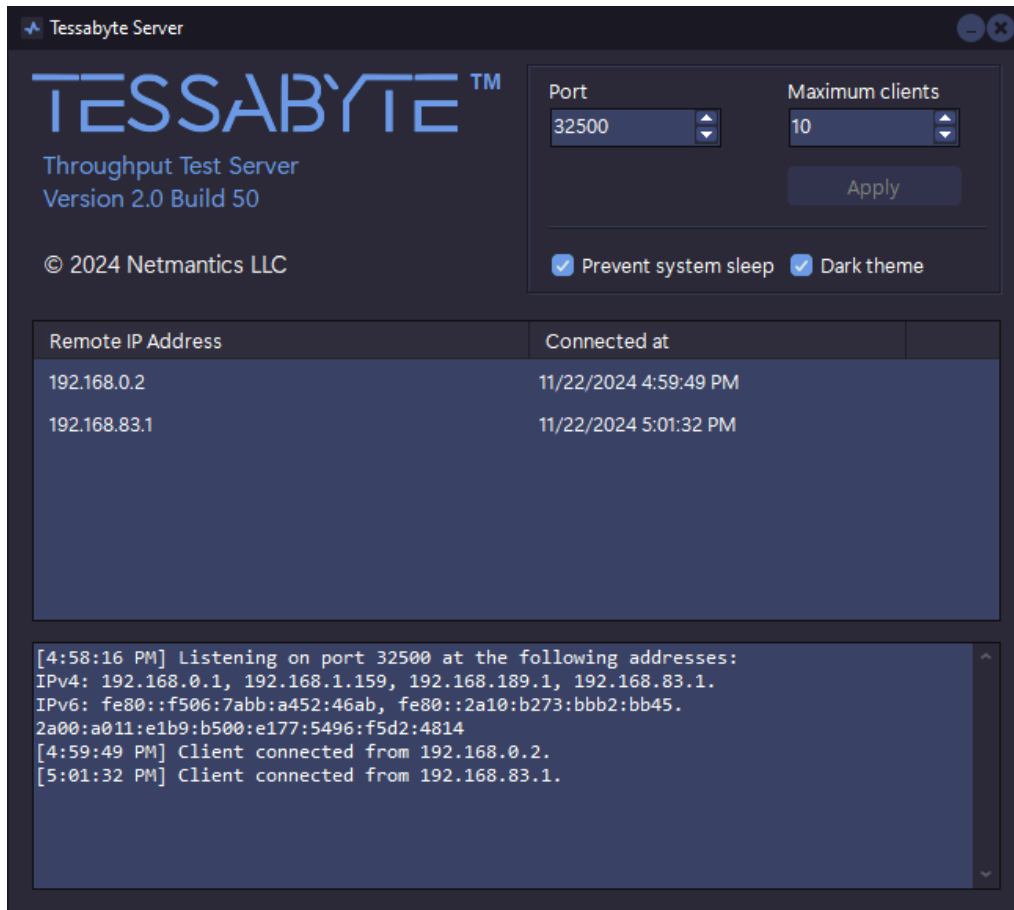 Tessabyte Server
TESSABYTE™
Throughput Test Server
Version 2.0 Build 50
© 2024 Netmantics LLC
Port
Maximum clients
32500
10
Apply
Prevent system sleep
Dark theme
Remote IP Address
Connected at
192.168.0.2
11/22/2024 4:59:49 PM
192.168.83.1
11/22/2024 5:01:32 PM
[4:58:16 PM] Listening on port 32500 at the following addresses:
IPv4: 192.168.0.1, 192.168.1.159, 192.168.189.1, 192.168.83.1.
IPv6: fe80::f506:7abb:a452:46ab, fe80::2a10:b273:bbb2:bb45.
2a00:a011:e1b9:b500:e177:5496:f5d2:4814
[4:59:49 PM] Client connected from 192.168.0.2.
[5:01:32 PM] Client connected from 192.168.83.1.